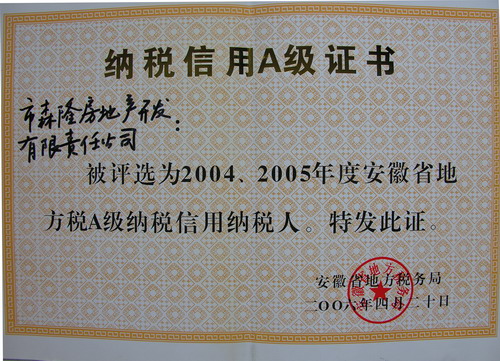 纳税信用A级证书
市森隆房地产开发
有限责任公司：
被评选为2004、2005年度安徽省地
方税A级纳税信用纳税人。特发此证。
安徽省地方税务局
二〇〇六年四月二十日